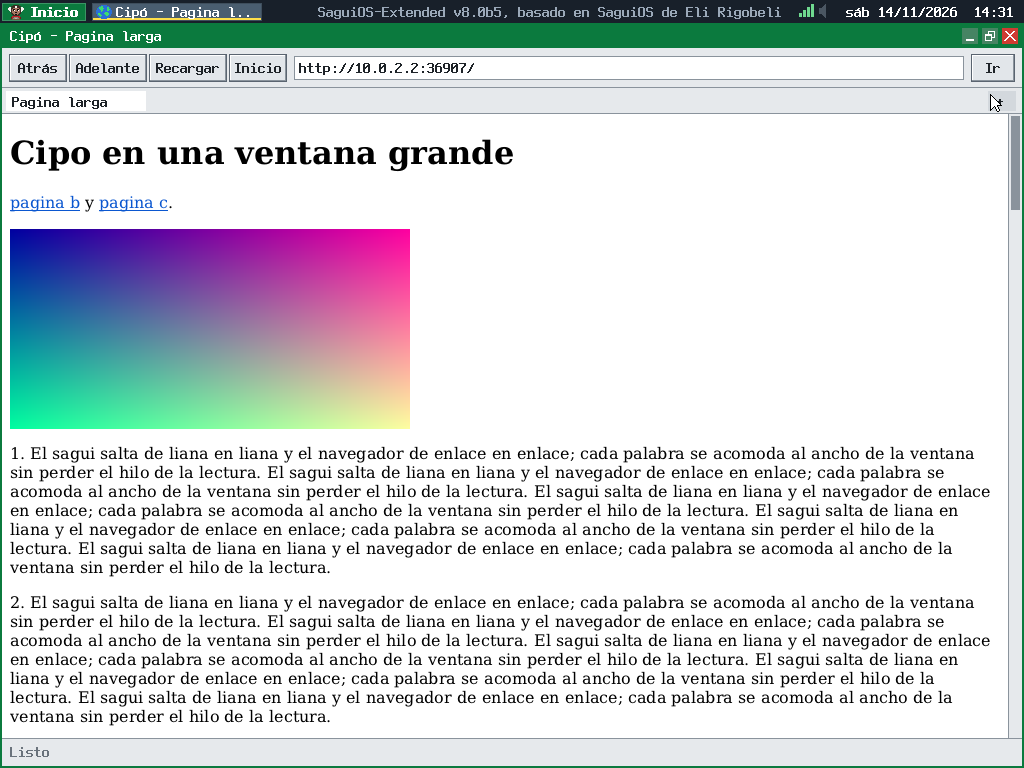 Inicio
Cipó - Pagina l..
SaguiOS-Extended v8.0b5, basado en SaguiOS de Eli Rigobeli
sáb 14/11/2026
14:31
Cipó - Pagina larga
Atrás
Adelante
Recargar
Inicio
http://10.0.2.2:36907/
Ir
Pagina larga
Cipo en una ventana grande
pagina b y pagina c.
1. El sagui salta de liana en liana y el navegador de enlace en enlace; cada palabra se acomoda al ancho de la ventana
sin perder el hilo de la lectura. El sagui salta de liana en liana y el navegador de enlace en enlace; cada palabra se
acomoda al ancho de la ventana sin perder el hilo de la lectura. El sagui salta de liana en liana y el navegador de enlace
en enlace; cada palabra se acomoda al ancho de la ventana sin perder el hilo de la lectura. El sagui salta de liana en
liana y el navegador de enlace en enlace; cada palabra se acomoda al ancho de la ventana sin perder el hilo de la
lectura. El sagui salta de liana en liana y el navegador de enlace en enlace; cada palabra se acomoda al ancho de la
ventana sin perder el hilo de la lectura.
2. El sagui salta de liana en liana y el navegador de enlace en enlace; cada palabra se acomoda al ancho de la ventana
sin perder el hilo de la lectura. El sagui salta de liana en liana y el navegador de enlace en enlace; cada palabra se
acomoda al ancho de la ventana sin perder el hilo de la lectura. El sagui salta de liana en liana y el navegador de enlace
en enlace; cada palabra se acomoda al ancho de la ventana sin perder el hilo de la lectura. El sagui salta de liana en
liana y el navegador de enlace en enlace; cada palabra se acomoda al ancho de la ventana sin perder el hilo de la
lectura. El sagui salta de liana en liana y el navegador de enlace en enlace; cada palabra se acomoda al ancho de la
ventana sin perder el hilo de la lectura.
Listo